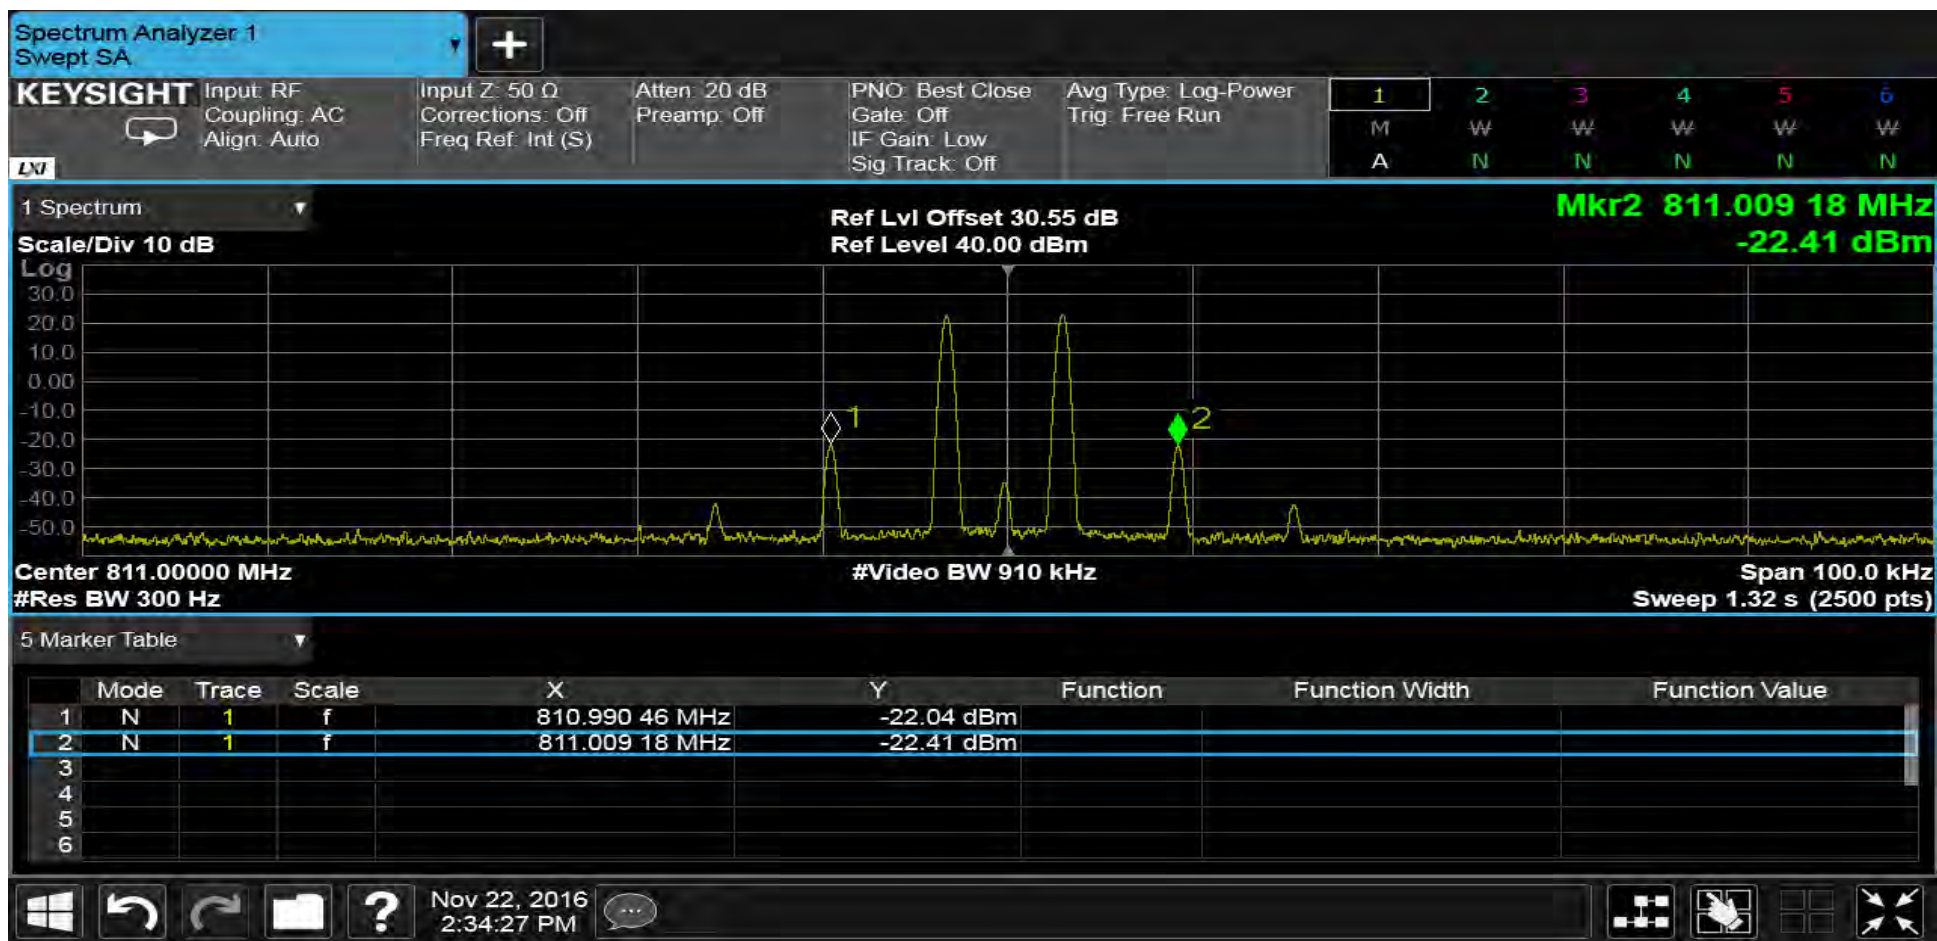 Spectrum Analyzer 1
Swept SA
KEYSIGHT
LXI
Input: RF
Coupling: AC
Align: Auto
Input Z: 50 Ω
Corrections: Off
Freq Ref: Int (S)
Atten: 20 dB
Preamp: Off
PNO: Best Close
Gate: Off
IF Gain: Low
Sig Track: Off
Avg Type: Log-Power
Trig: Free Run
1 2 3 4 5 6
M W W W W W
A N N N N N
1 Spectrum
Scale/Div 10 dB
Ref Lvl Offset 30.55 dB
Ref Level 40.00 dBm
Mkr2 811.009 18 MHz
-22.41 dBm
Log
30.0
20.0
10.0
0.00
-10.0
-20.0
-30.0
-40.0
-50.0
1
2
Center 811.00000 MHz
#Res BW 300 Hz
#Video BW 910 kHz
Span 100.0 kHz
Sweep 1.32 s (2500 pts)
5 Marker Table
Mode Trace Scale X Y Function Function Width Function Value
1 N 1 f 810.990 46 MHz -22.04 dBm
2 N 1 f 811.009 18 MHz -22.41 dBm
3
4
5
6
?
Nov 22, 2016
2:34:27 PM